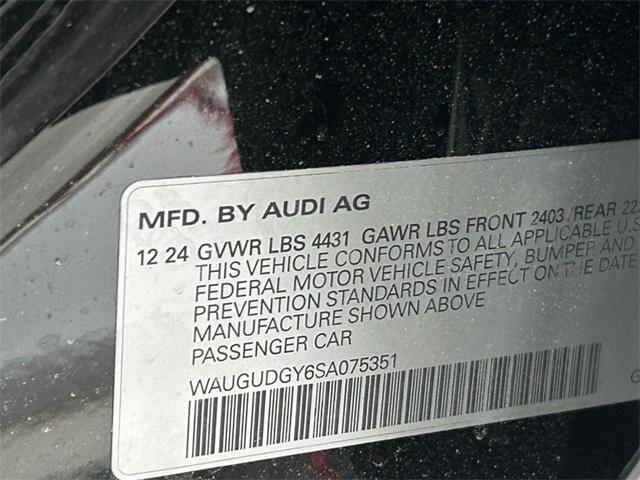 MFD. BY AUDI AG
12 24 GVWR LBS 4431 GAWR LBS FRONT 2403 /REAR 22
THIS VEHICLE CONFORMS TO ALL APPLICABLE U.S
FEDERAL MOTOR VEHICLE SAFETY, BUMPER AND
PREVENTION STANDARDS IN EFFECT ON THE DATE
MANUFACTURE SHOWN ABOVE
PASSENGER CAR
WAUGUDGY6SA075351